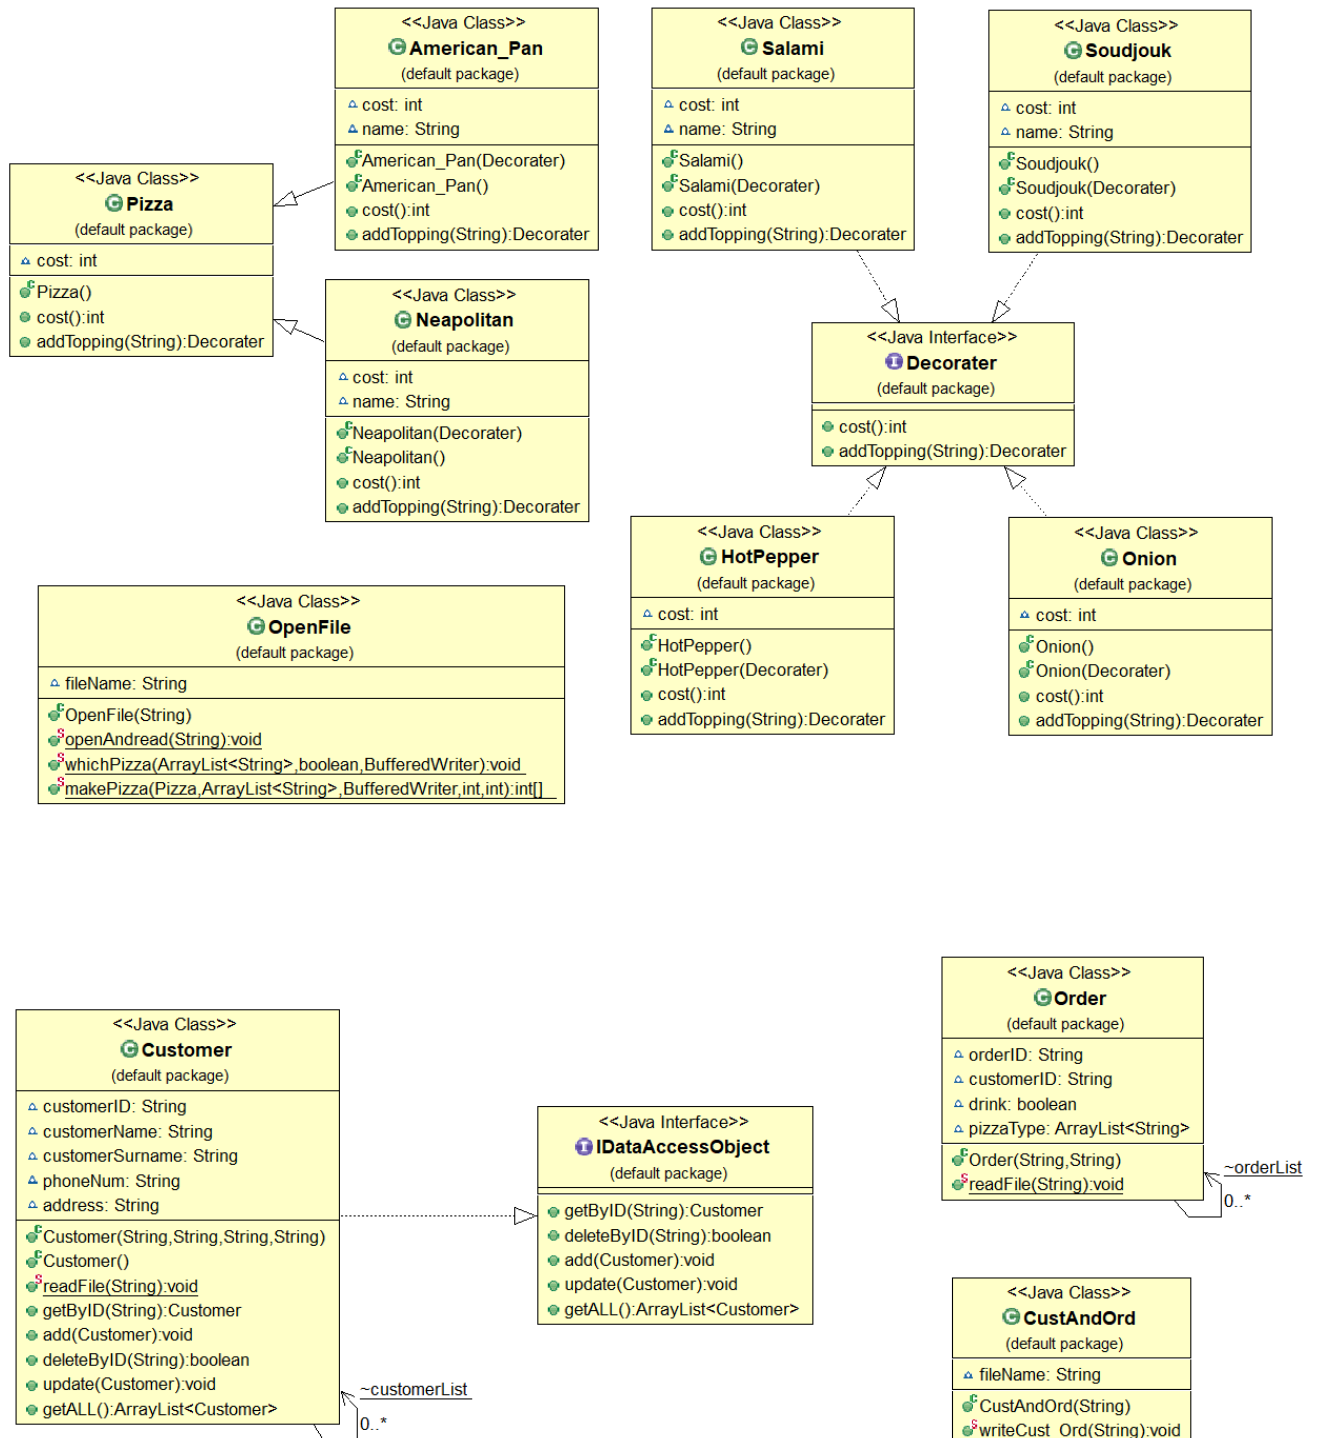 <<Java Class>>
American_Pan
(default package)
cost: int
name: String
American_Pan(Decorater)
American_Pan()
cost():int
addTopping(String):Decorater
<<Java Class>>
Salami
(default package)
cost: int
name: String
Salami()
Salami(Decorater)
cost():int
addTopping(String):Decorater
<<Java Class>>
Soudjouk
(default package)
cost: int
name: String
Soudjouk()
Soudjouk(Decorater)
cost():int
addTopping(String):Decorater
<<Java Class>>
Pizza
(default package)
cost: int
Pizza()
cost():int
addTopping(String):Decorater
<<Java Class>>
Neapolitan
(default package)
cost: int
name: String
Neapolitan(Decorater)
Neapolitan()
cost():int
addTopping(String):Decorater
<<Java Interface>>
Decorater
(default package)
cost():int
addTopping(String):Decorater
<<Java Class>>
HotPepper
(default package)
cost: int
HotPepper()
HotPepper(Decorater)
cost():int
addTopping(String):Decorater
<<Java Class>>
Onion
(default package)
cost: int
Onion()
Onion(Decorater)
cost():int
addTopping(String):Decorater
<<Java Class>>
OpenFile
(default package)
fileName: String
OpenFile(String)
openAndread(String):void
whichPizza(ArrayList<String>,boolean,BufferedWriter):void
makePizza(Pizza,ArrayList<String>,BufferedWriter,int,int):int[]
<<Java Class>>
Order
(default package)
orderID: String
customerID: String
drink: boolean
pizzaType: ArrayList<String>
Order(String,String)
readFile(String):void
~orderList
0..*
<<Java Class>>
Customer
(default package)
customerID: String
customerName: String
customerSurname: String
phoneNum: String
address: String
Customer(String,String,String,String)
Customer()
readFile(String):void
getByID(String):Customer
add(Customer):void
deleteByID(String):boolean
update(Customer):void
getALL():ArrayList<Customer>
~customerList
0..*
<<Java Interface>>
IDataAccessObject
(default package)
getByID(String):Customer
deleteByID(String):boolean
add(Customer):void
update(Customer):void
getALL():ArrayList<Customer>
<<Java Class>>
CustAndOrd
(default package)
fileName: String
CustAndOrd(String)
writeCust_Ord(String):void